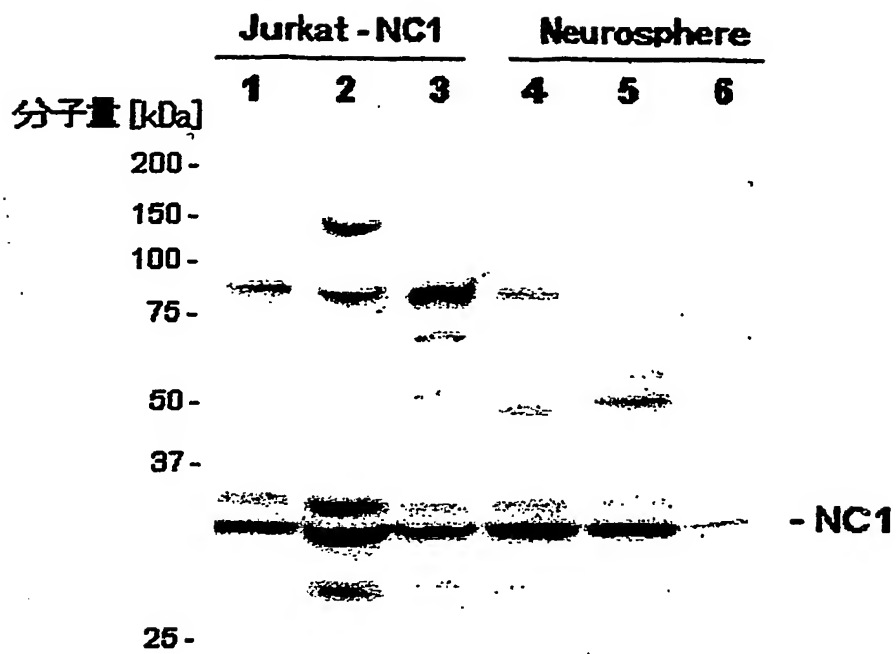 Jurkat - NC1 Neurosphere
1 2 3 4 5 6
分子量 [kDa]
200 -
150 -
100 -
75 -
50 -
37 -
- NC1
25 -